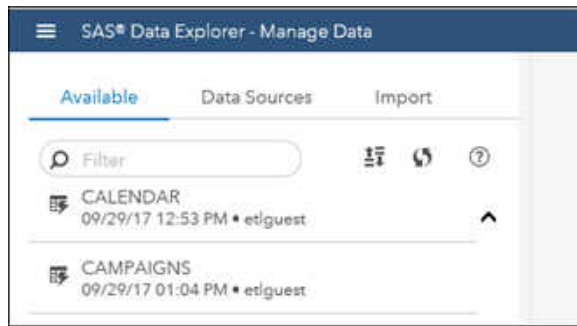 SAS® Data Explorer - Manage Data
Available Data Sources Import
Filter
CALENDAR
09/29/17 12:53 PM • etlguest
CAMPAIGNS
09/29/17 01:04 PM • etlguest